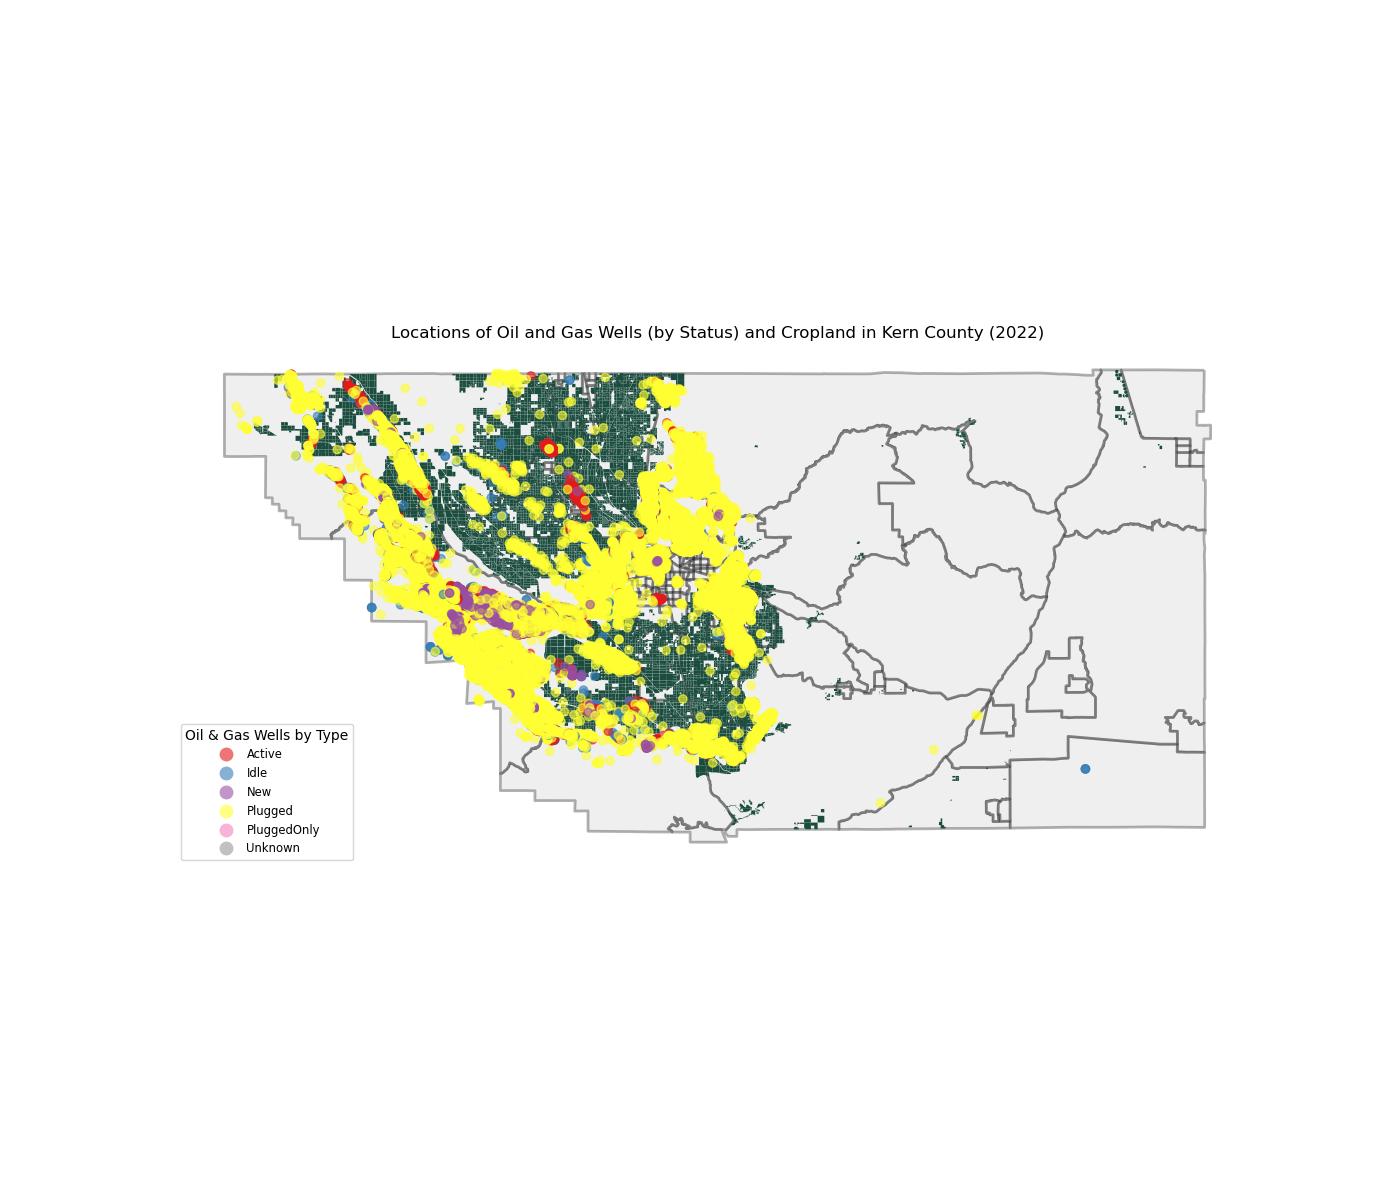 Locations of Oil and Gas Wells (by Status) and Cropland in Kern County (2022)
Oil & Gas Wells by Type
Active
Idle
New
Plugged
PluggedOnly
Unknown